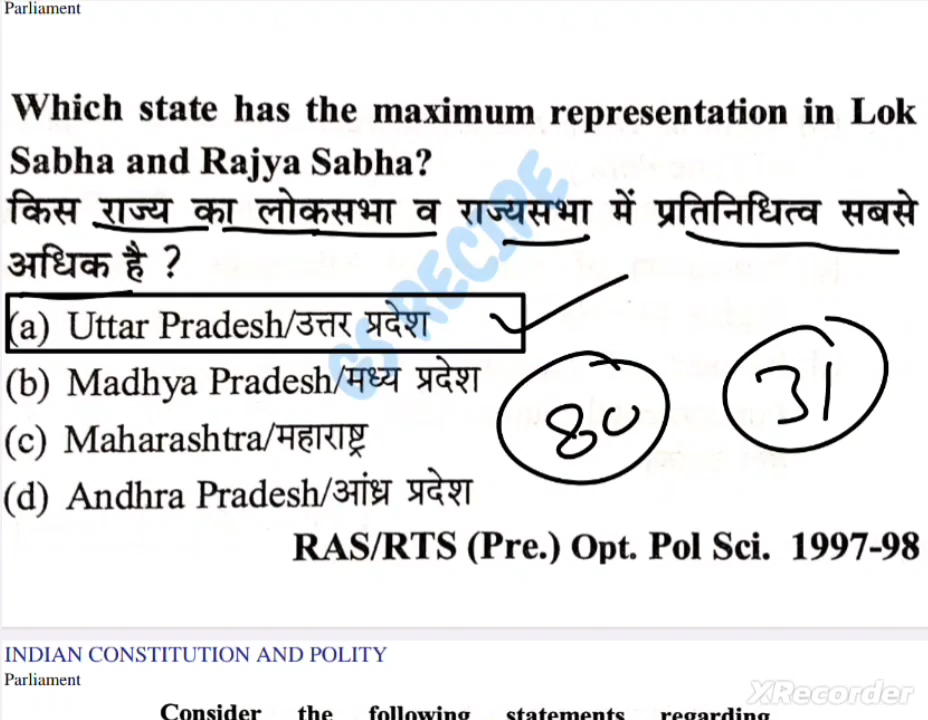 Parliament
Which state has the maximum representation in Lok
Sabha and Rajya Sabha?
किस राज्य का लोकसभा व राज्यसभा में प्रतिनिधित्व सबसे
अधिक है ?
(a) Uttar Pradesh/उत्तर प्रदेश
(b) Madhya Pradesh/मध्य प्रदेश
(c) Maharashtra/महाराष्ट्र
(d) Andhra Pradesh/आंध्र प्रदेश
80
31
RAS/RTS (Pre.) Opt. Pol Sci. 1997-98
GS RECIPE
INDIAN CONSTITUTION AND POLITY
Parliament
XRecorder
Consider the following statements regarding